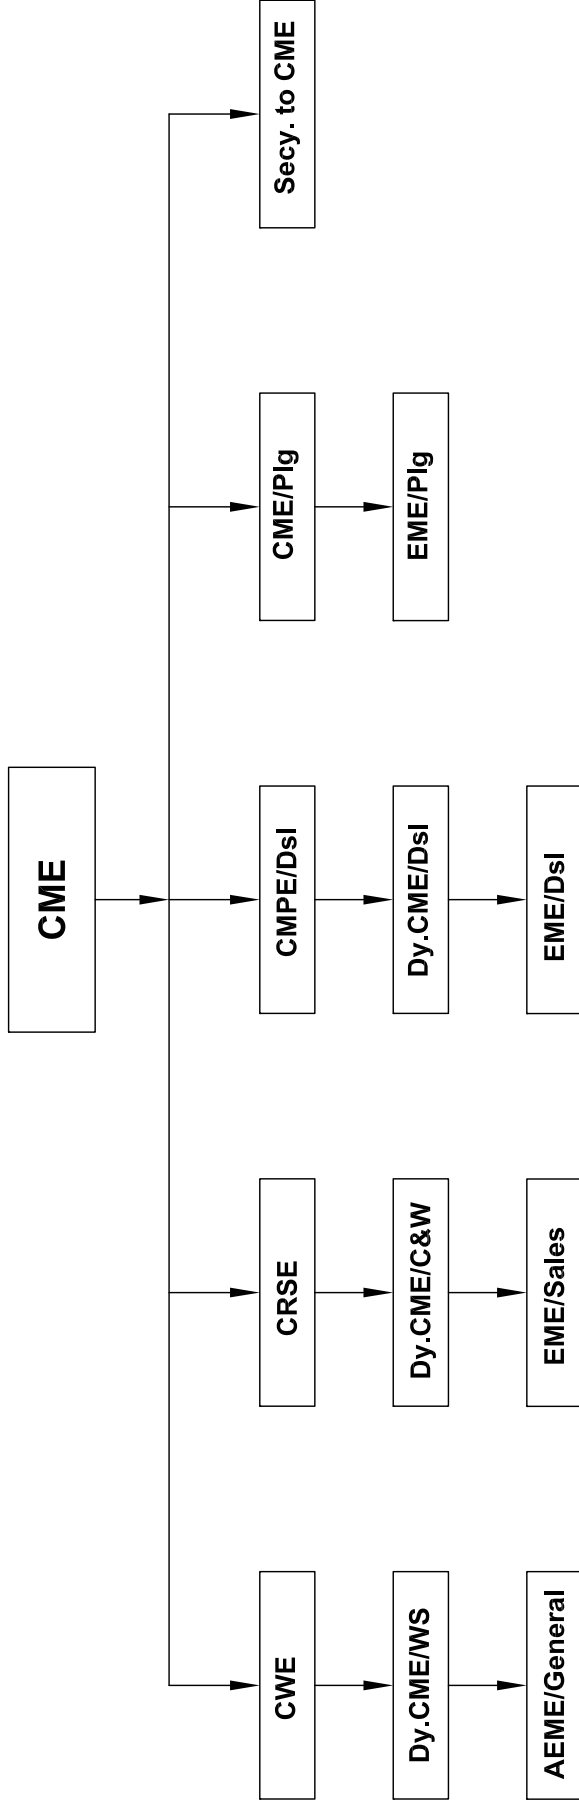 CME
CWE
CRSE
CMPE/Dsl
CME/Plg
Secy. to CME
Dy.CME/WS
Dy.CME/C&W
Dy.CME/Dsl
EME/Plg
AEME/General
EME/Sales
EME/Dsl